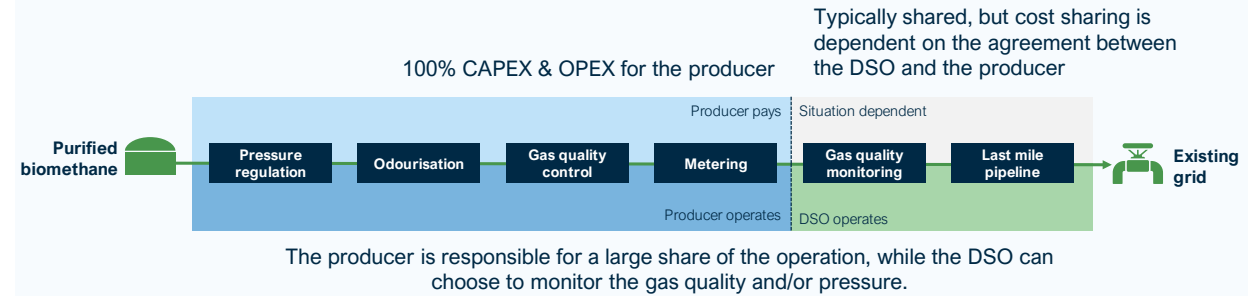 Typically shared, but cost sharing is
dependent on the agreement between
the DSO and the producer
100% CAPEX & OPEX for the producer
Producer pays
Situation dependent
Purified
biomethane
Pressure
regulation
Odourisation
Gas quality
control
Metering
Gas quality
monitoring
Last mile
pipeline
Existing
grid
Producer operates
DSO operates
The producer is responsible for a large share of the operation, while the DSO can
choose to monitor the gas quality and/or pressure.